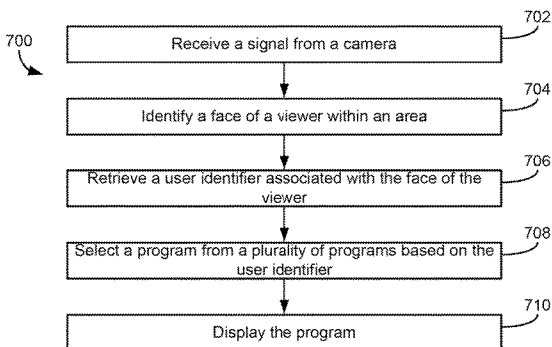 700
702
Receive a signal from a camera
704
Identify a face of a viewer within an area
706
Retrieve a user identifier associated with the face of the
viewer
708
Select a program from a plurality of programs based on the
user identifier
710
Display the program